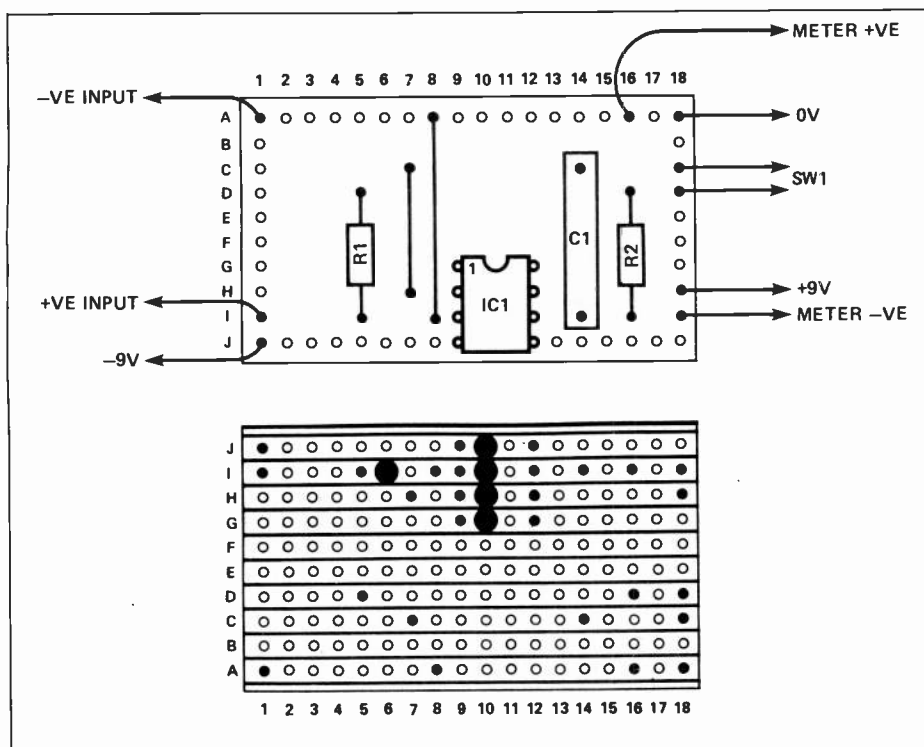 METER +VE
1 2 3 4 5 6 7 8 9 10 11 12 13 14 15 16 17 18
–VE INPUT
A
0V
B
C
SW1
D
E
F
G
H
I
J
R1
1
IC1
C1
R2
+9V
+VE INPUT
METER –VE
–9V
J
I
H
G
F
E
D
C
B
A
1 2 3 4 5 6 7 8 9 10 11 12 13 14 15 16 17 18